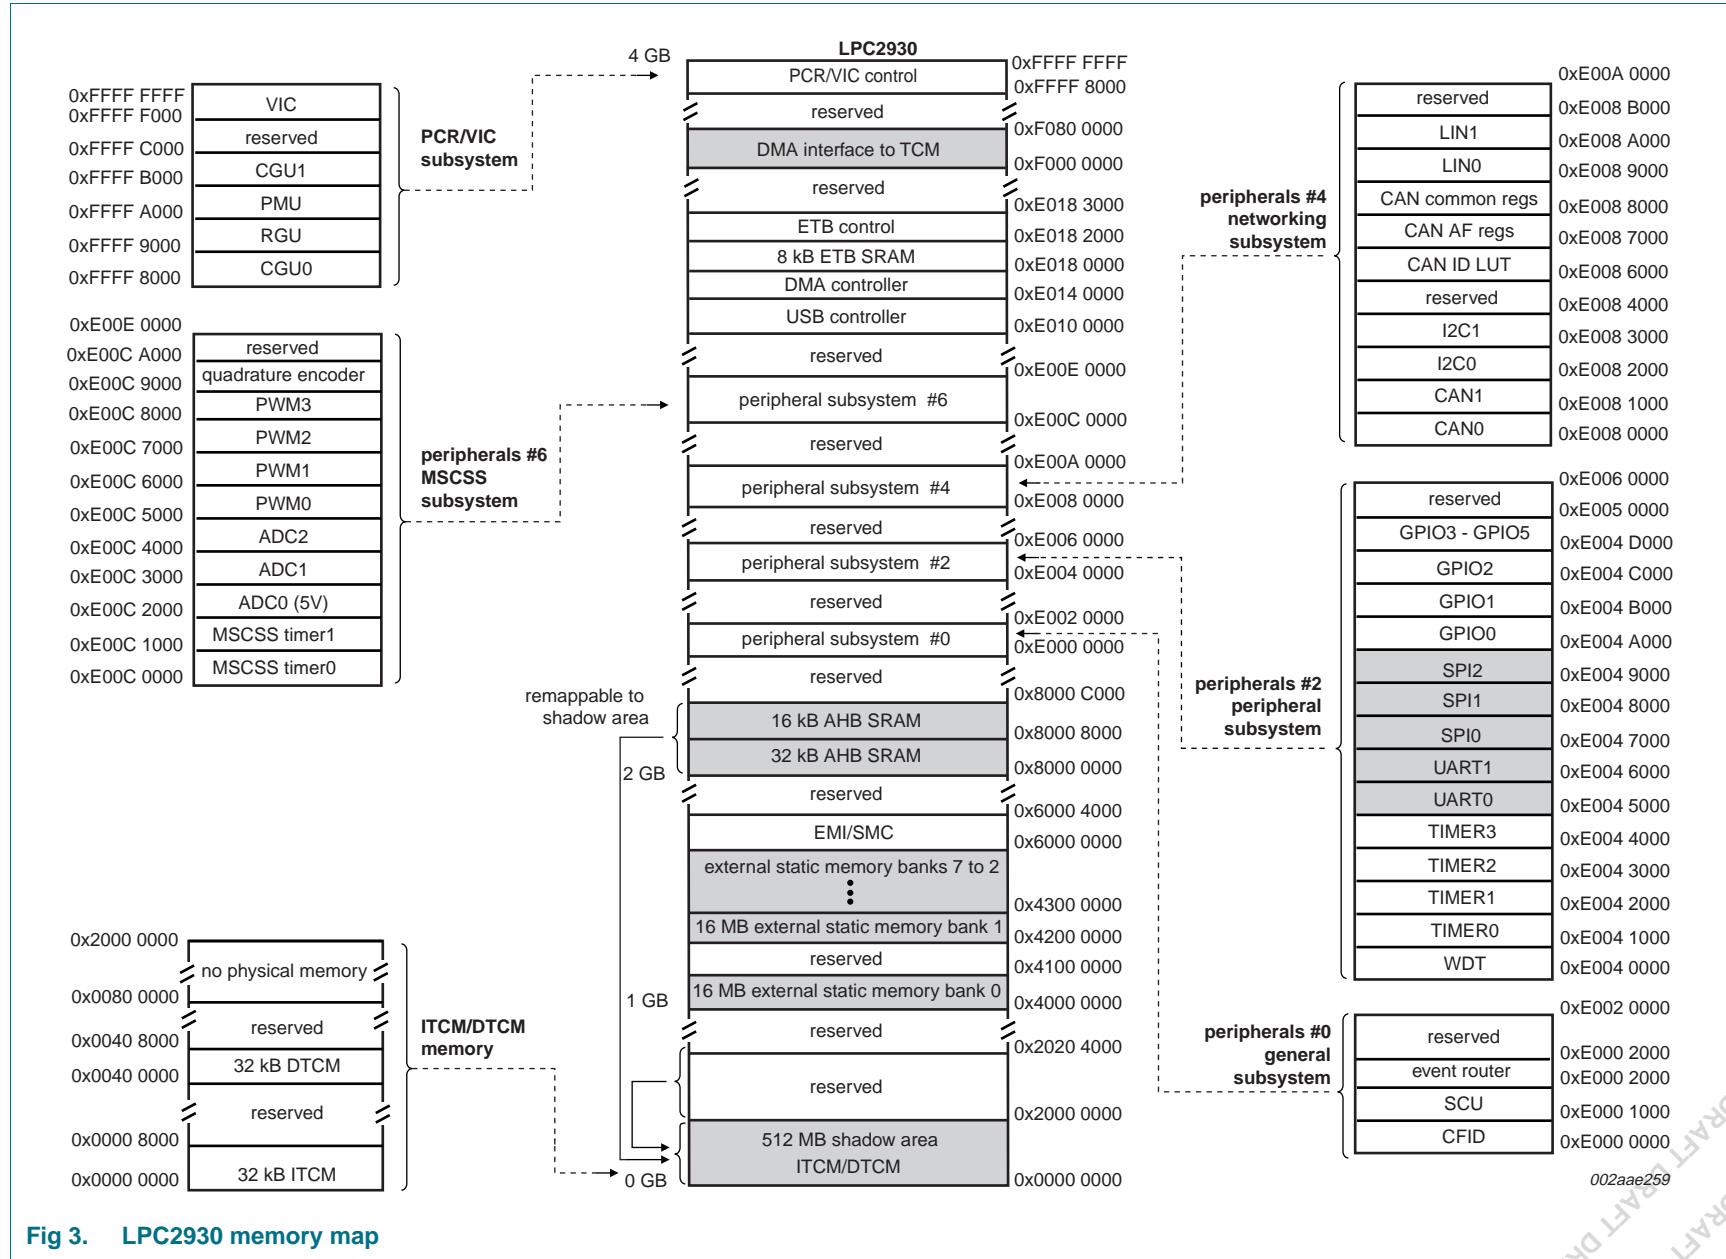 LPC2930
4 GB
PCR/VIC control
reserved
DMA interface to TCM
reserved
ETB control
8 kB ETB SRAM
DMA controller
USB controller
reserved
peripheral subsystem #6
reserved
peripheral subsystem #4
reserved
peripheral subsystem #2
reserved
peripheral subsystem #0
reserved
16 kB AHB SRAM
32 kB AHB SRAM
reserved
EMI/SMC
external static memory banks 7 to 2
16 MB external static memory bank 1
reserved
16 MB external static memory bank 0
reserved
reserved
512 MB shadow area
ITCM/DTCM
0xFFFF FFFF
0xFFFF 8000
0xF080 0000
0xF000 0000
0xE018 3000
0xE018 2000
0xE018 0000
0xE014 0000
0xE010 0000
0xE00E 0000
0xE00C 0000
0xE00A 0000
0xE008 0000
0xE006 0000
0xE004 0000
0xE002 0000
0xE000 0000
0x8000 C000
0x8000 8000
0x8000 0000
0x6000 4000
0x6000 0000
0x4300 0000
0x4200 0000
0x4100 0000
0x4000 0000
0x2020 4000
0x2000 0000
0x0000 0000
remappable to
shadow area
2 GB
1 GB
0 GB
0xFFFF FFFF
0xFFFF F000
0xFFFF C000
0xFFFF B000
0xFFFF A000
0xFFFF 9000
0xFFFF 8000
VIC
reserved
CGU1
PMU
RGU
CGU0
PCR/VIC
subsystem
0xE00E 0000
0xE00C A000
0xE00C 9000
0xE00C 8000
0xE00C 7000
0xE00C 6000
0xE00C 5000
0xE00C 4000
0xE00C 3000
0xE00C 2000
0xE00C 1000
0xE00C 0000
reserved
quadrature encoder
PWM3
PWM2
PWM1
PWM0
ADC2
ADC1
ADC0 (5V)
MSCSS timer1
MSCSS timer0
peripherals #6
MSCSS
subsystem
0x2000 0000
0x0080 0000
0x0040 8000
0x0040 0000
0x0000 8000
0x0000 0000
no physical memory
reserved
32 kB DTCM
reserved
32 kB ITCM
ITCM/DTCM
memory
peripherals #4
networking
subsystem
reserved
LIN1
LIN0
CAN common regs
CAN AF regs
CAN ID LUT
reserved
I2C1
I2C0
CAN1
CAN0
0xE00A 0000
0xE008 B000
0xE008 A000
0xE008 9000
0xE008 8000
0xE008 7000
0xE008 6000
0xE008 4000
0xE008 3000
0xE008 2000
0xE008 1000
0xE008 0000
peripherals #2
peripheral
subsystem
reserved
GPIO3 - GPIO5
GPIO2
GPIO1
GPIO0
SPI2
SPI1
SPI0
UART1
UART0
TIMER3
TIMER2
TIMER1
TIMER0
WDT
0xE006 0000
0xE005 0000
0xE004 D000
0xE004 C000
0xE004 B000
0xE004 A000
0xE004 9000
0xE004 8000
0xE004 7000
0xE004 6000
0xE004 5000
0xE004 4000
0xE004 3000
0xE004 2000
0xE004 1000
0xE004 0000
peripherals #0
general
subsystem
reserved
event router
SCU
CFID
0xE002 0000
0xE000 2000
0xE000 2000
0xE000 1000
0xE000 0000
002aae259
Fig 3. LPC2930 memory map
DRAFT DRAFT